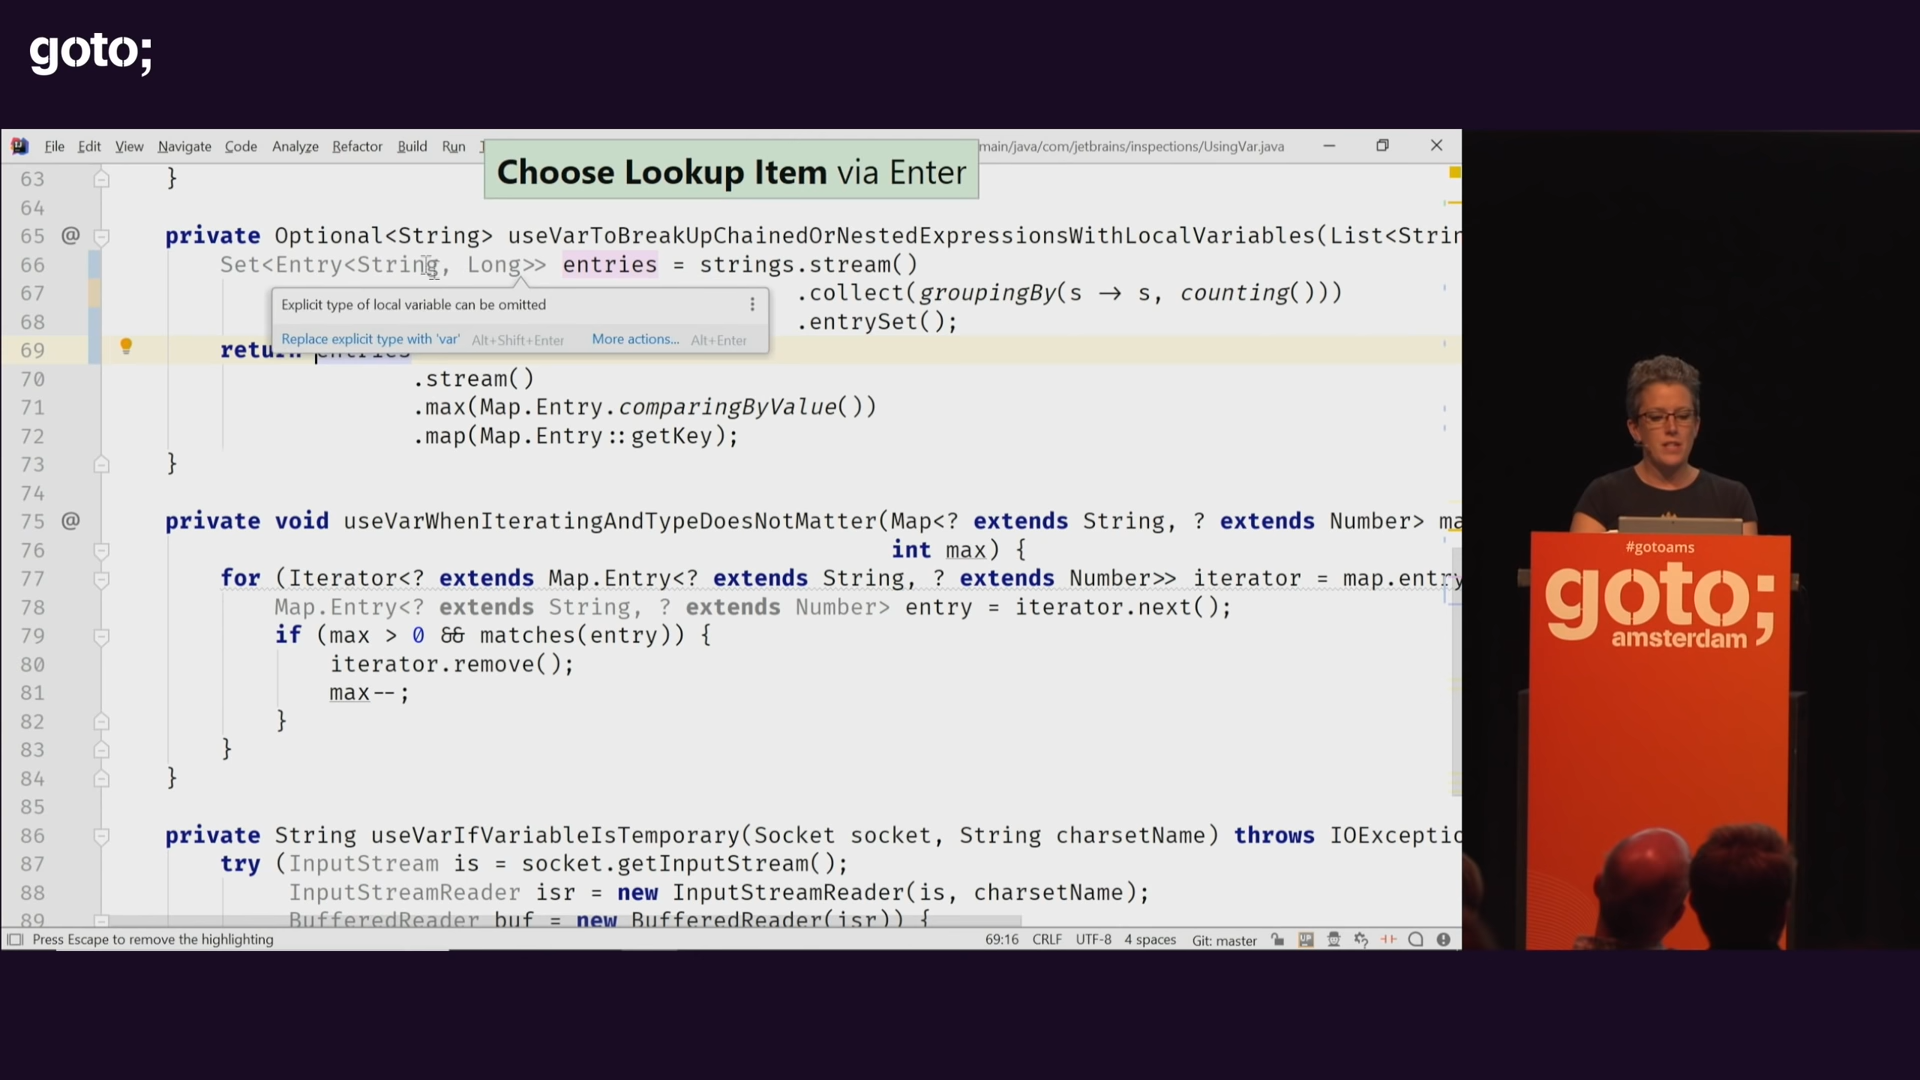 goto;
File Edit View Navigate Code Analyze Refactor Build Run
Choose Lookup Item via Enter
main/java/com/jetbrains/inspections/UsingVar.java
63 }
64
65 @ private Optional<String> useVarToBreakUpChainedOrNestedExpressionsWithLocalVariables(List<Strin
66 Set<Entry<String, Long>> entries = strings.stream()
67 .collect(groupingBy(s → s, counting()))
Explicit type of local variable can be omitted
68 .entrySet();
Replace explicit type with 'var' Alt+Shift+Enter More actions... Alt+Enter
69 return entries
70 .stream()
71 .max(Map.Entry.comparingByValue())
72 .map(Map.Entry::getKey);
73 }
74
75 @ private void useVarWhenIteratingAndTypeDoesNotMatter(Map<? extends String, ? extends Number> ma
76 int max) {
77 for (Iterator<? extends Map.Entry<? extends String, ? extends Number>> iterator = map.entry
78 Map.Entry<? extends String, ? extends Number> entry = iterator.next();
79 if (max > 0 && matches(entry)) {
80 iterator.remove();
81 max--;
82 }
83 }
84 }
85
86 private String useVarIfVariableIsTemporary(Socket socket, String charsetName) throws IOExceptio
87 try (InputStream is = socket.getInputStream();
88 InputStreamReader isr = new InputStreamReader(is, charsetName);
89 BufferedReader buf = new BufferedReader(isr)) {
Press Escape to remove the highlighting 69:16 CRLF UTF-8 4 spaces Git: master
#gotoams
goto;
amsterdam